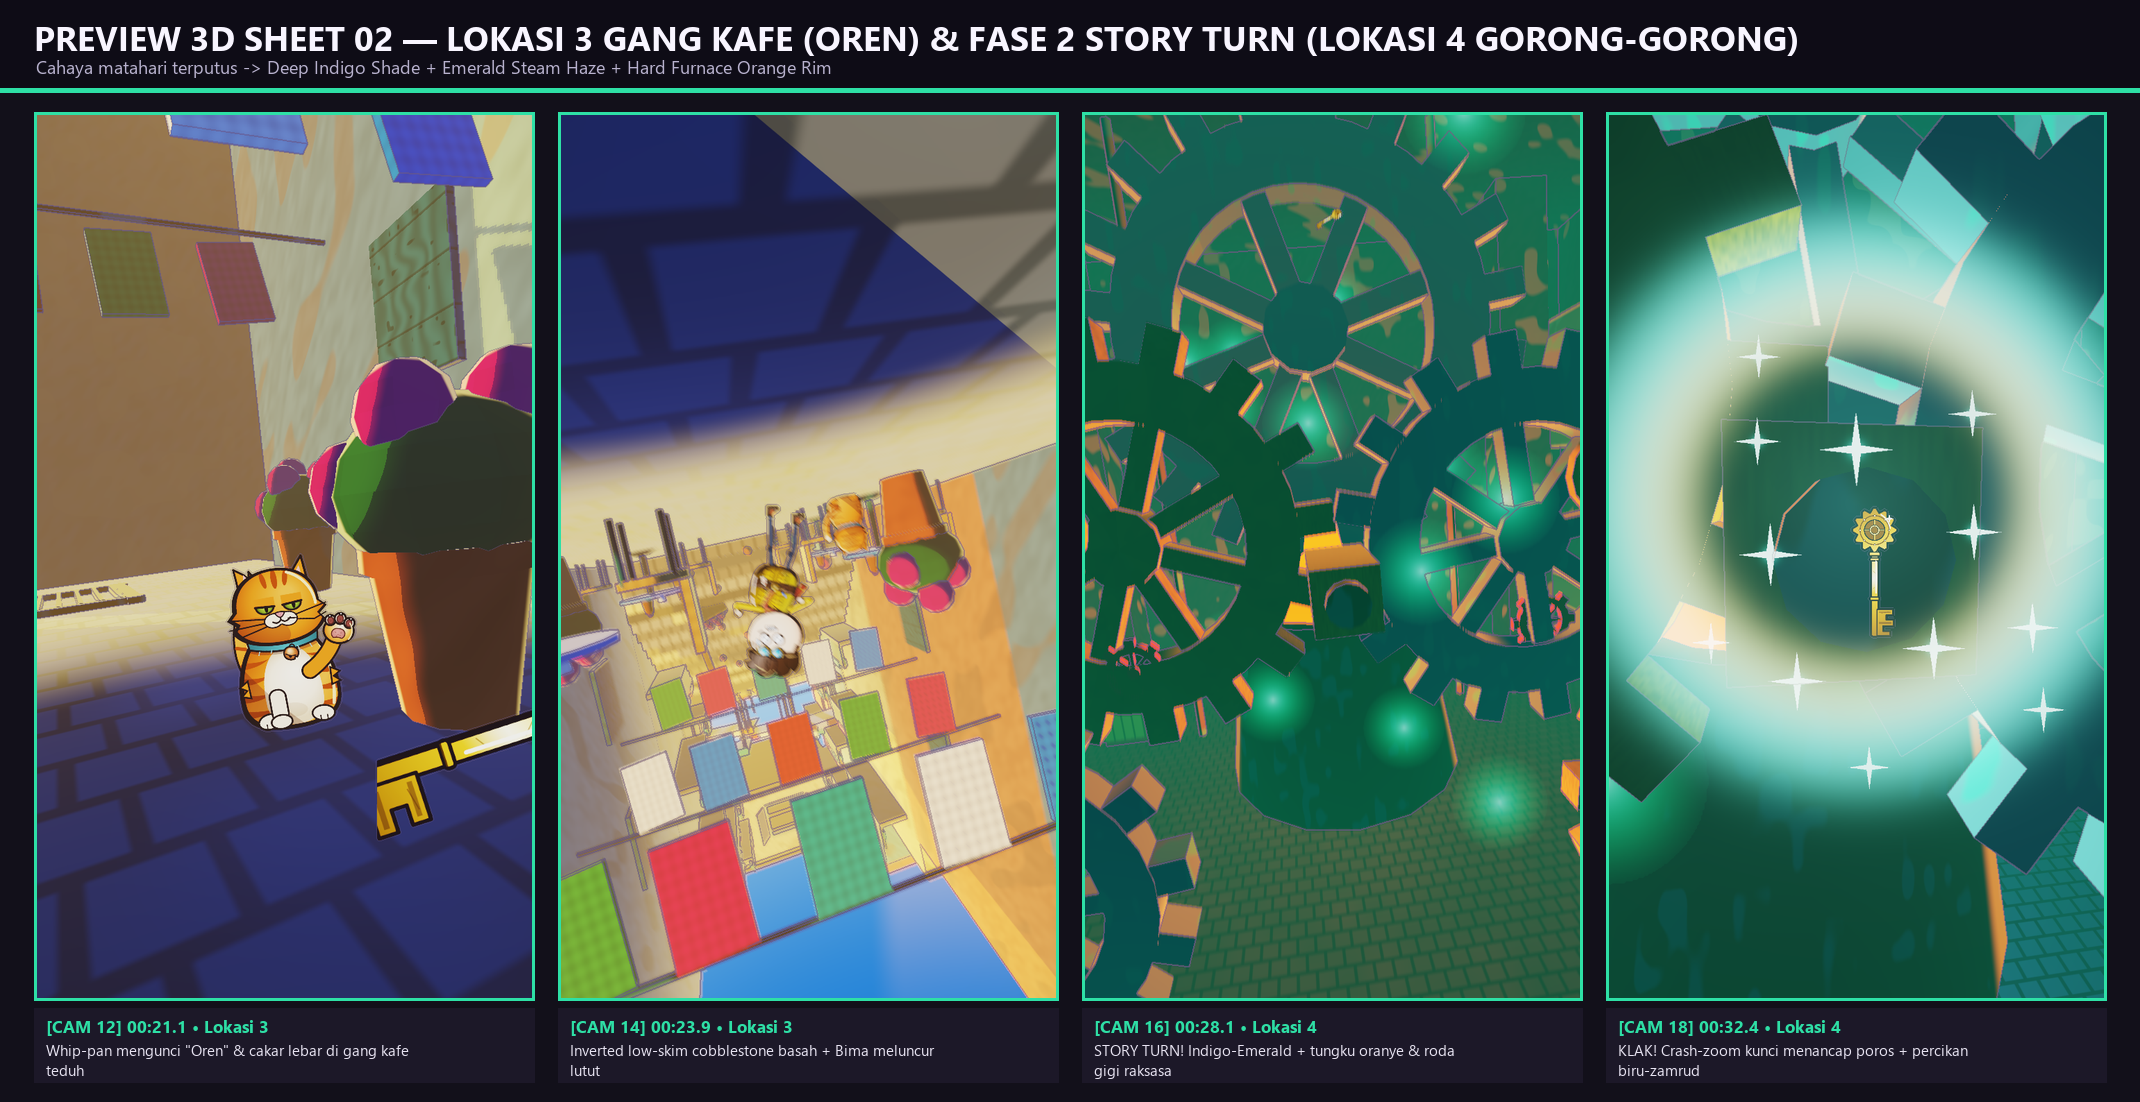 PREVIEW 3D SHEET 02 — LOKASI 3 GANG KAFE (OREN) & FASE 2 STORY TURN (LOKASI 4 GORONG-GORONG)
Cahaya matahari terputus -> Deep Indigo Shade + Emerald Steam Haze + Hard Furnace Orange Rim
[CAM 12] 00:21.1 • Lokasi 3
Whip-pan mengunci "Oren" & cakar lebar di gang kafe
teduh
[CAM 14] 00:23.9 • Lokasi 3
Inverted low-skim cobblestone basah + Bima meluncur
lutut
[CAM 16] 00:28.1 • Lokasi 4
STORY TURN! Indigo-Emerald + tungku oranye & roda
gigi raksasa
[CAM 18] 00:32.4 • Lokasi 4
KLAK! Crash-zoom kunci menancap poros + percikan
biru-zamrud